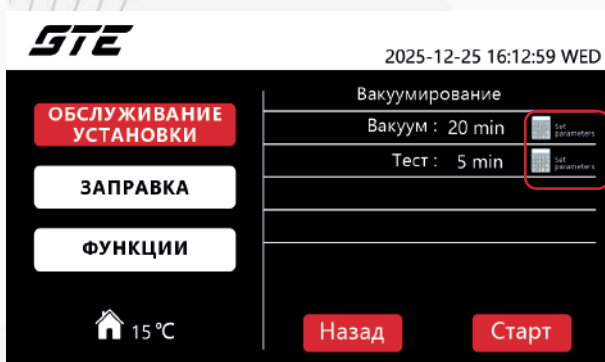 GTE
2025-12-25 16:12:59 WED
ОБСЛУЖИВАНИЕ
УСТАНОВКИ
ЗАПРАВКА
ФУНКЦИИ
15 °C
Вакуумирование
Вакуум : 20 min
Set
parameters
Тест : 5 min
Set
parameters
Назад
Старт